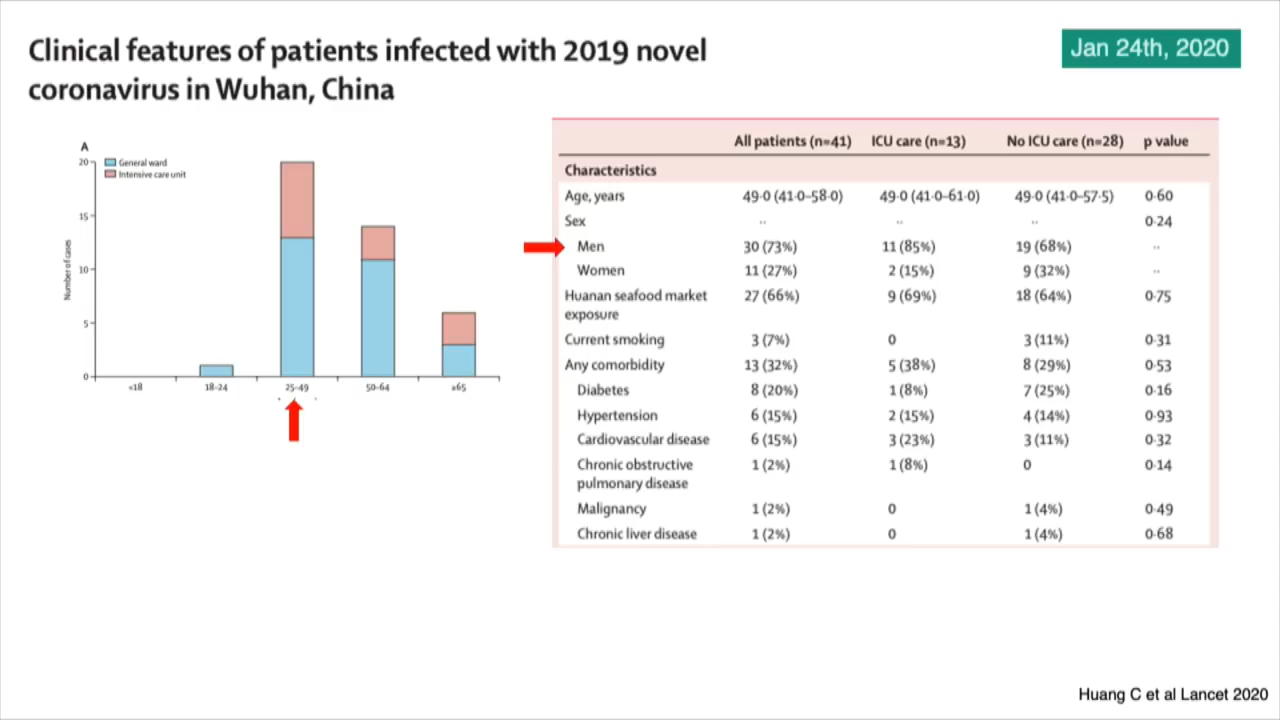 Clinical features of patients infected with 2019 novel
coronavirus in Wuhan, China
Jan 24th, 2020
A
General ward
Intensive care unit
Number of cases
20
15
10
5
0
<18 18-24 25-49 50-64 ≥65
All patients (n=41) ICU care (n=13) No ICU care (n=28) p value
Characteristics
Age, years 49·0 (41·0–58·0) 49·0 (41·0–61·0) 49·0 (41·0–57·5) 0·60
Sex ·· ·· ·· 0·24
Men 30 (73%) 11 (85%) 19 (68%) ··
Women 11 (27%) 2 (15%) 9 (32%) ··
Huanan seafood market 27 (66%) 9 (69%) 18 (64%) 0·75
exposure
Current smoking 3 (7%) 0 3 (11%) 0·31
Any comorbidity 13 (32%) 5 (38%) 8 (29%) 0·53
Diabetes 8 (20%) 1 (8%) 7 (25%) 0·16
Hypertension 6 (15%) 2 (15%) 4 (14%) 0·93
Cardiovascular disease 6 (15%) 3 (23%) 3 (11%) 0·32
Chronic obstructive 1 (2%) 1 (8%) 0 0·14
pulmonary disease
Malignancy 1 (2%) 0 1 (4%) 0·49
Chronic liver disease 1 (2%) 0 1 (4%) 0·68
Huang C et al Lancet 2020